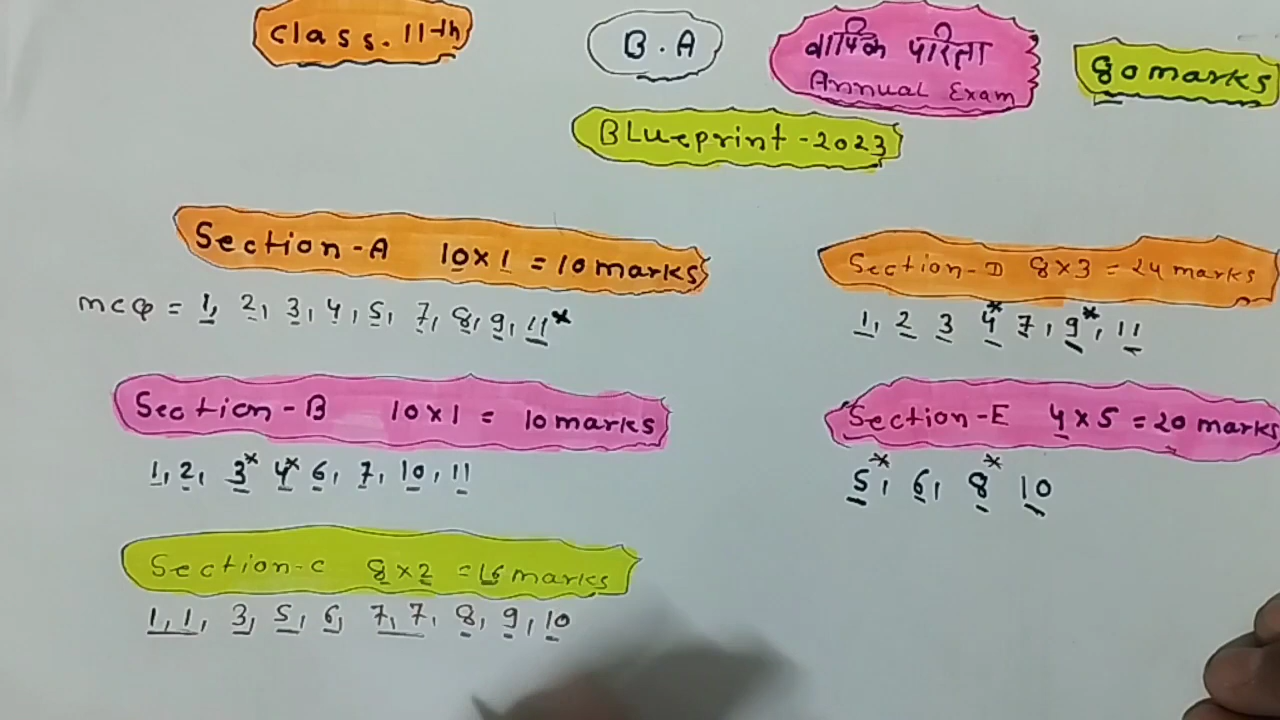 Class. 11th
B.A
वार्षिक परिता
Annual Exam
80 marks
BLueprint-2023
Section-A 10×1=10 marks
mcq = 1, 2, 3, 4, 5, 7, 8, 9, 11*
Section-B 10×1= 10 marks
1, 2, 3* 4* 6, 7, 10, 11
Section-C 8×2 =16 marks
1, 1, 3, 5, 6, 7, 7, 8, 9, 10
Section-D 8×3=24 marks
1, 2 3 4* 7, 9*, 11
Section-E 4×5=20 marks
5*, 6, 8* 10